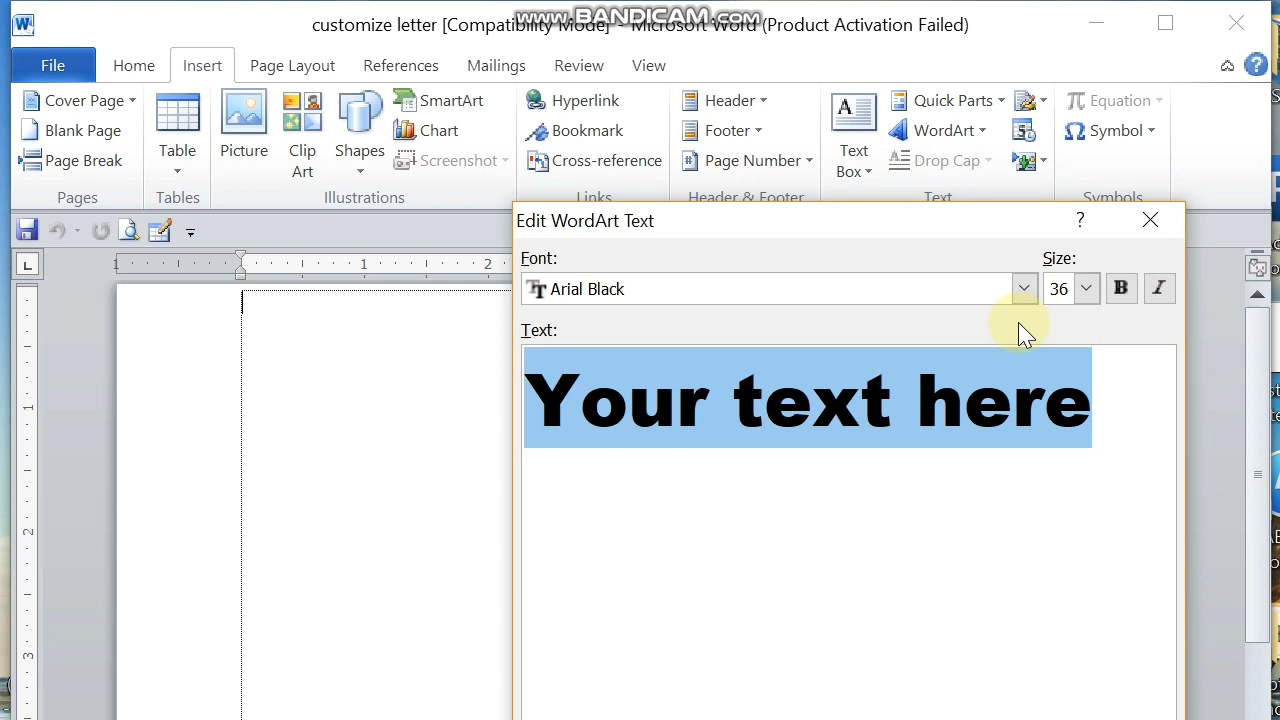 www.BANDICAM.com
customize letter [Compatibility Mode] - Microsoft Word (Product Activation Failed)
File Home Insert Page Layout References Mailings Review View
Cover Page
Blank Page
Page Break
Pages
Table
Tables
Picture
Clip
Art
Shapes
SmartArt
Chart
Screenshot
Illustrations
Hyperlink
Bookmark
Cross-reference
Links
Header
Footer
Page Number
Header & Footer
Text
Box
Quick Parts
WordArt
Drop Cap
Text
Equation
Symbol
Symbols
Edit WordArt Text
Font:
Size:
Arial Black
36
B
I
Text:
Your text here
1 1 2
1
2
3